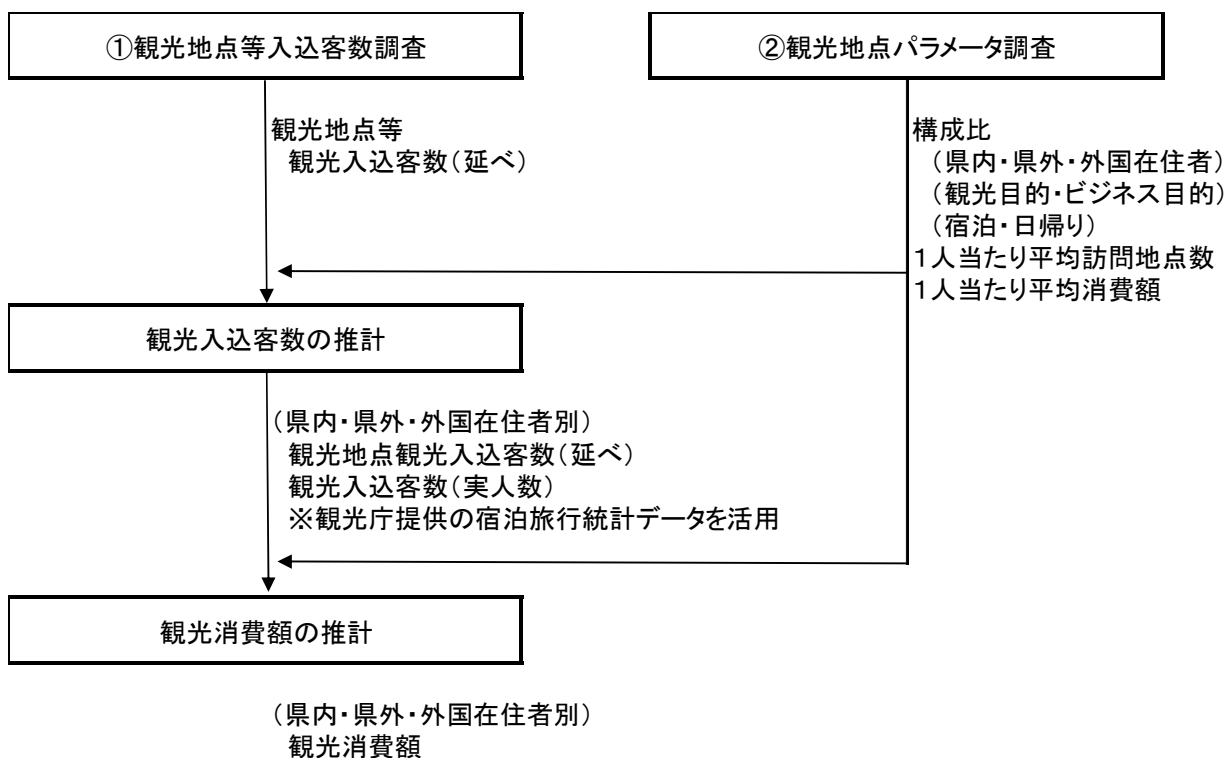 ①観光地点等入込客数調査
②観光地点パラメータ調査
観光地点等
観光入込客数(延べ)
構成比
(県内・県外・外国在住者)
(観光目的・ビジネス目的)
(宿泊・日帰り)
1人当たり平均訪問地点数
1人当たり平均消費額
観光入込客数の推計
(県内・県外・外国在住者別)
観光地点観光入込客数(延べ)
観光入込客数(実人数)
※観光庁提供の宿泊旅行統計データを活用
観光消費額の推計
(県内・県外・外国在住者別)
観光消費額